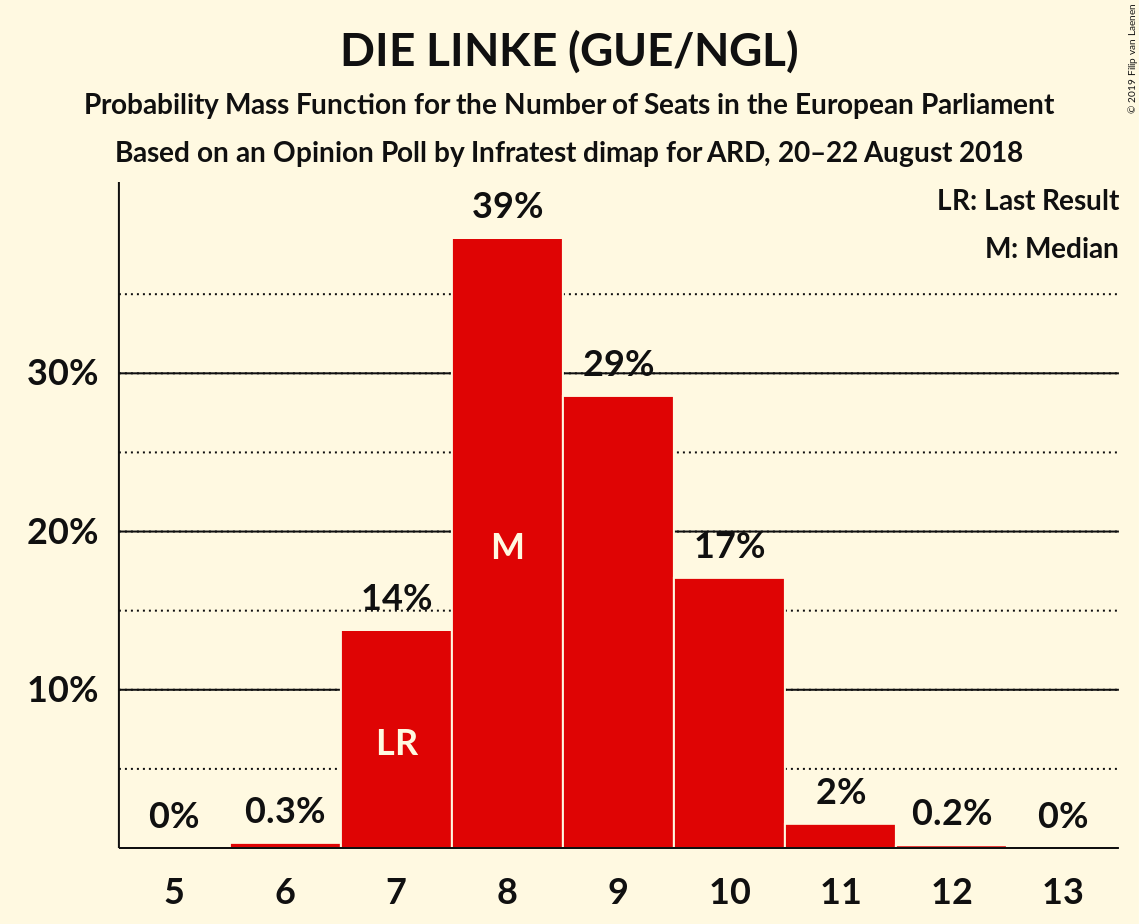 DIE LINKE (GUE/NGL)
Probability Mass Function for the Number of Seats in the European Parliament
Based on an Opinion Poll by Infratest dimap for ARD, 20–22 August 2018
© 2019 Filip van Laenen
LR: Last Result
M: Median
39%
30%
29%
20%
M
17%
14%
10%
LR
0%
0.3%
2%
0.2%
0%
5 6 7 8 9 10 11 12 13